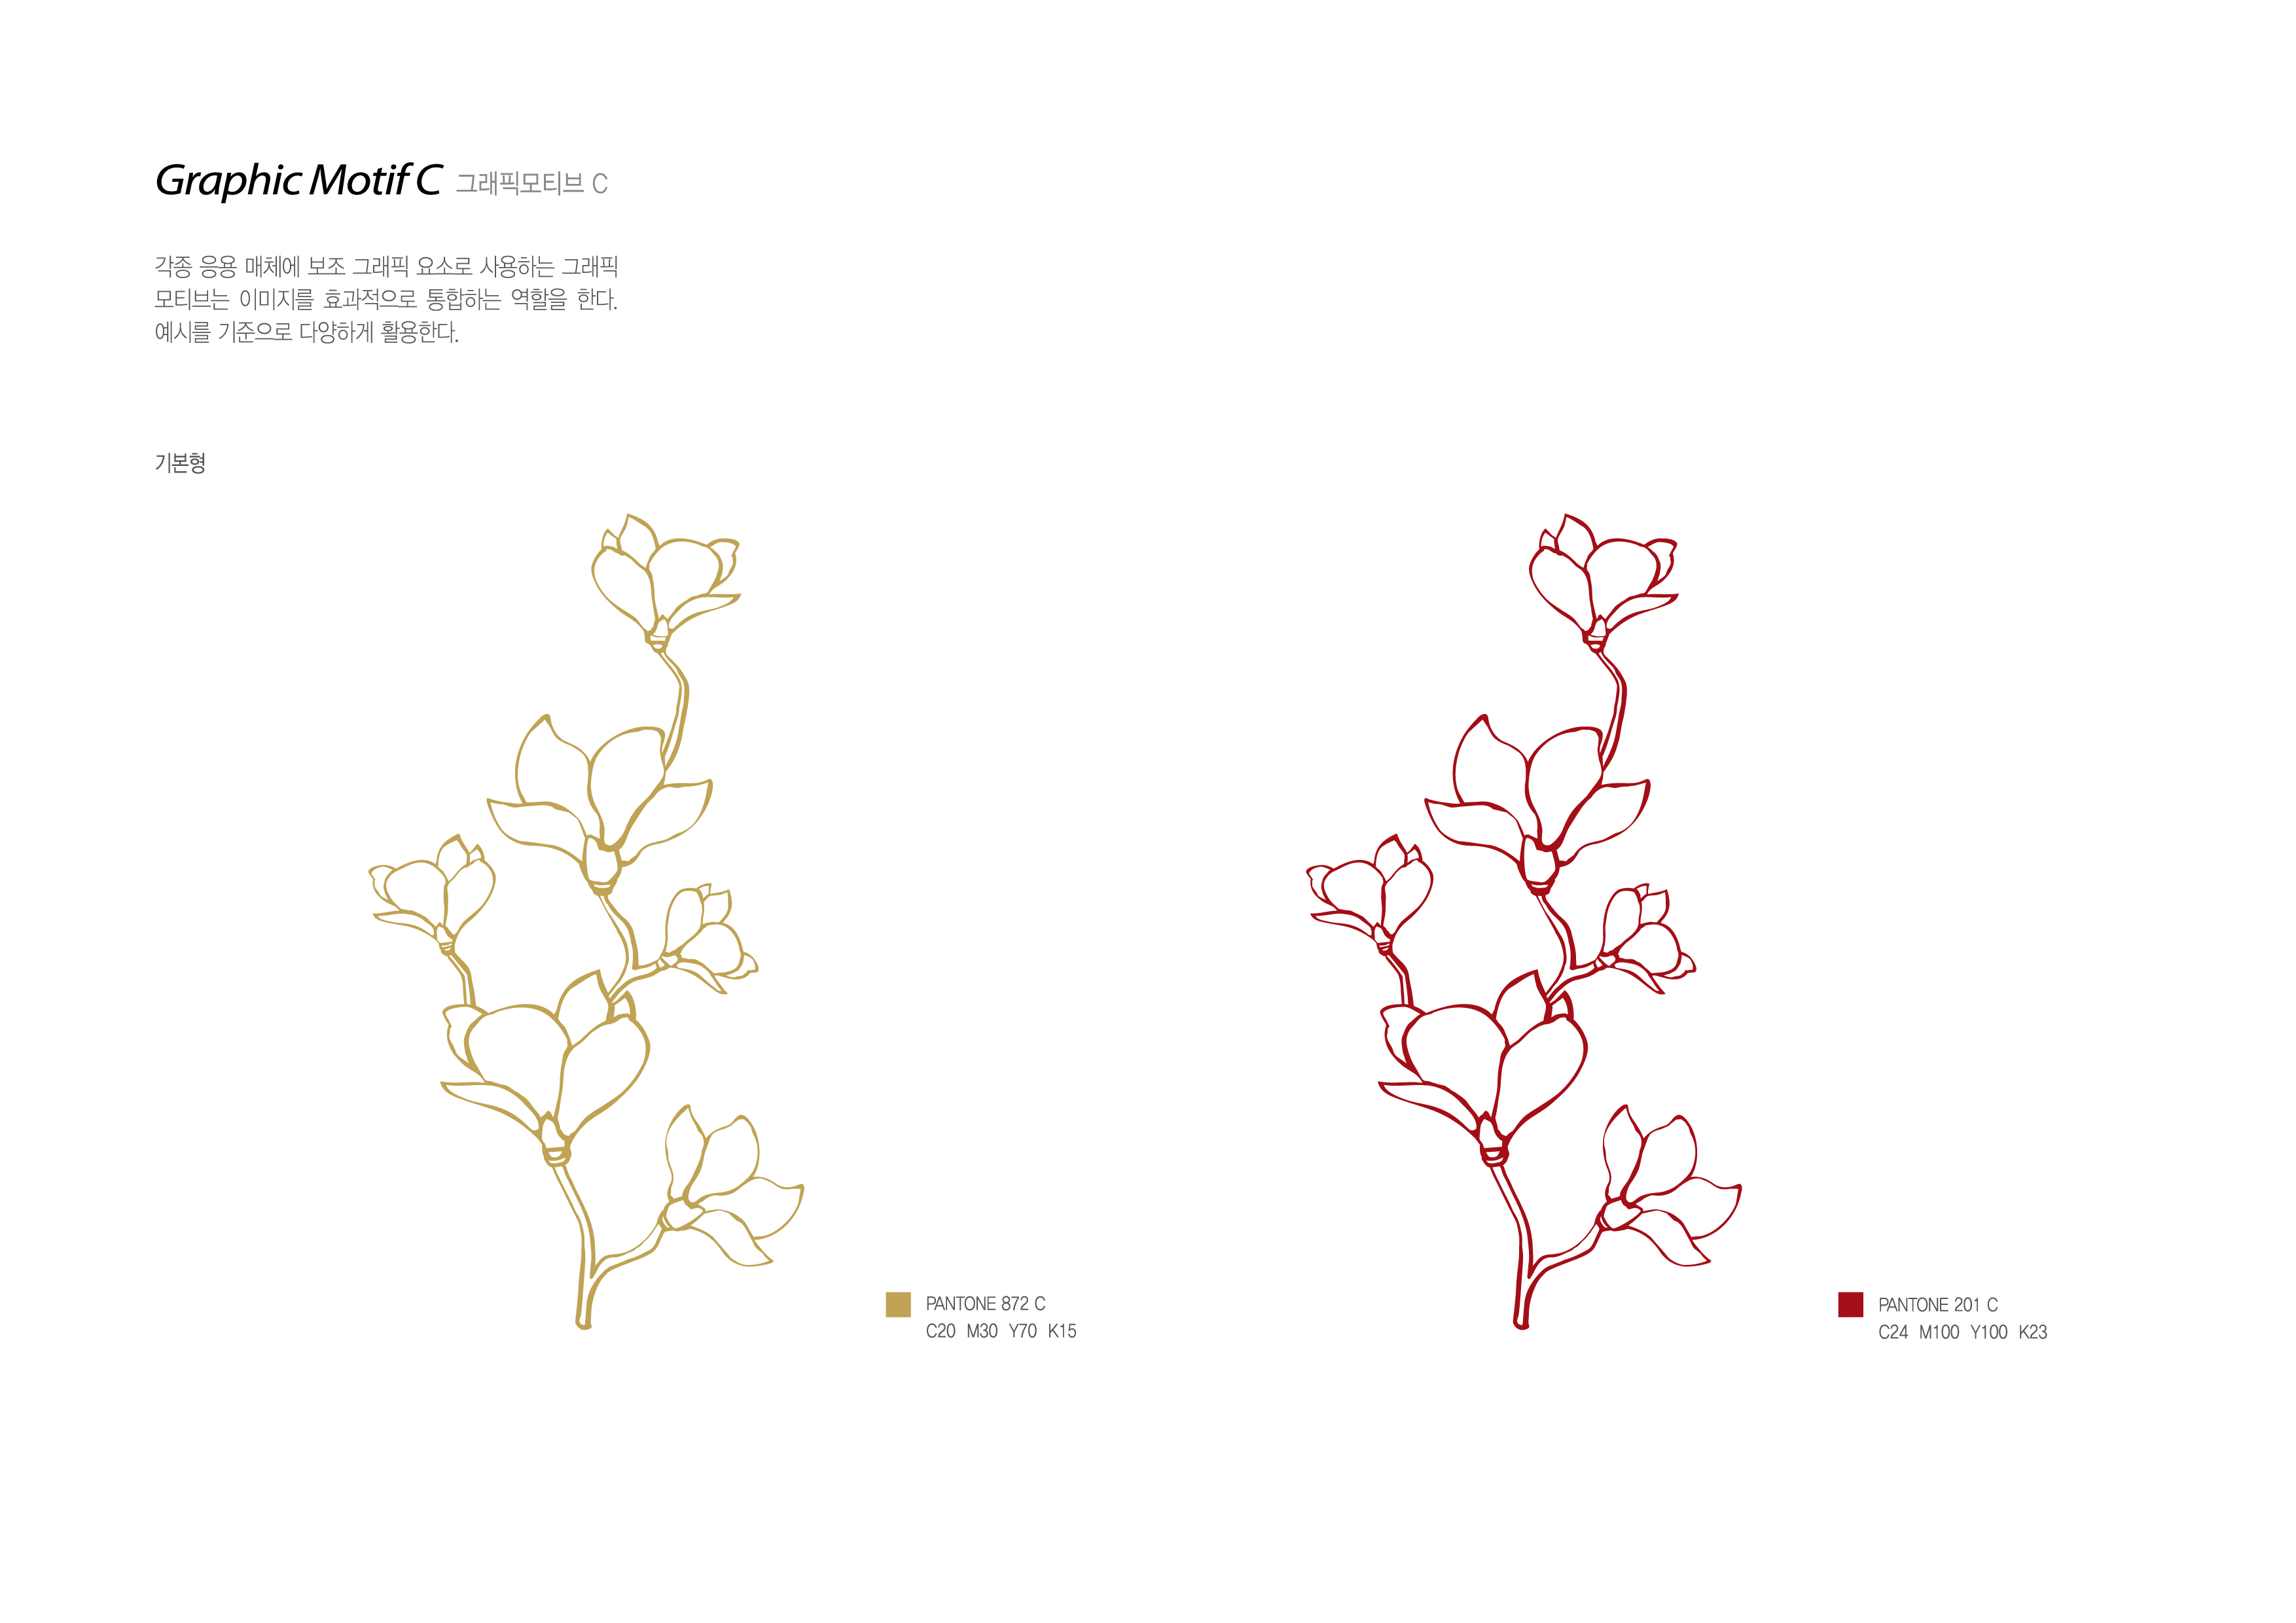 Graphic Motif C 그래픽모티브 C
각종 응용 매체에 보조 그래픽 요소로 사용하는 그래픽
모티브는 이미지를 효과적으로 통합하는 역할을 한다.
예시를 기준으로 다양하게 활용한다.
기본형
PANTONE 872 C
C20 M30 Y70 K15
PANTONE 201 C
C24 M100 Y100 K23